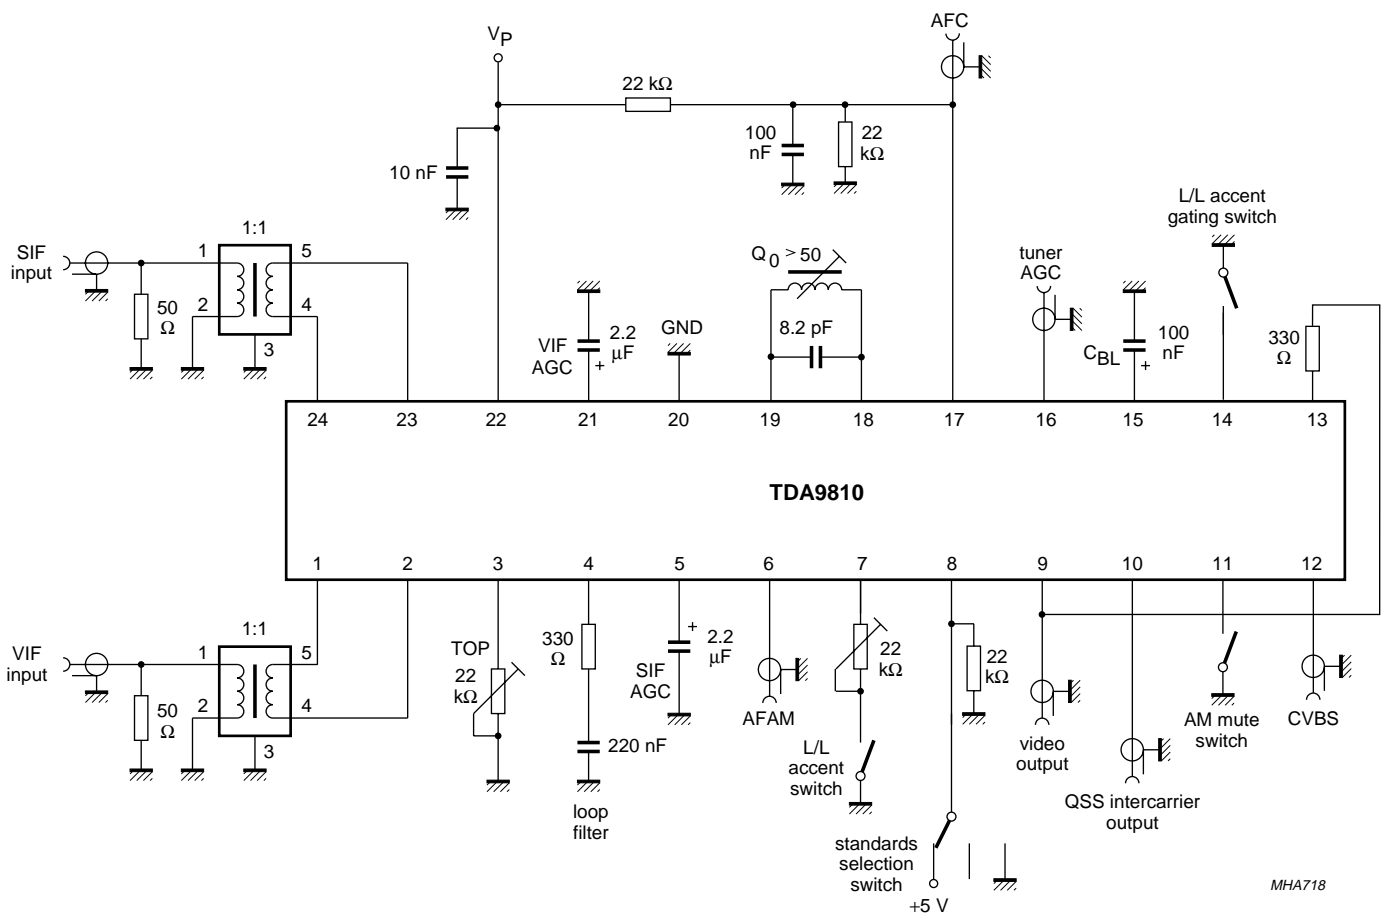 AFC
VP
22 kΩ
100
nF
22
kΩ
10 nF
L/L accent
gating switch
1:1
SIF
input
1
5
2
4
3
50
Ω
Q0 > 50
8.2 pF
tuner
AGC
VIF
AGC
2.2
μF
+
GND
CBL
100
nF
+
330
Ω
24
23
22
21
20
19
18
17
16
15
14
13
TDA9810
1
2
3
4
5
6
7
8
9
10
11
12
1:1
VIF
input
1
5
2
4
3
50
Ω
TOP
22
kΩ
330
Ω
220 nF
loop
filter
+
2.2
μF
SIF
AGC
AFAM
22
kΩ
L/L
accent
switch
22
kΩ
standards
selection
switch
+5 V
video
output
QSS intercarrier
output
AM mute
switch
CVBS
MHA718